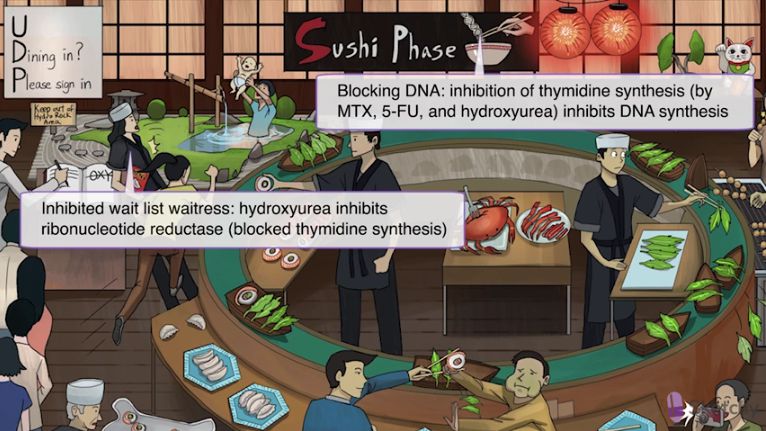 U
Dining in?
D
P
Please sign in
Sushi Phase
Keep out of
Hydro Rock
Area
OXY
Blocking DNA: inhibition of thymidine synthesis (by
MTX, 5-FU, and hydroxyurea) inhibits DNA synthesis
Inhibited wait list waitress: hydroxyurea inhibits
ribonucleotide reductase (blocked thymidine synthesis)